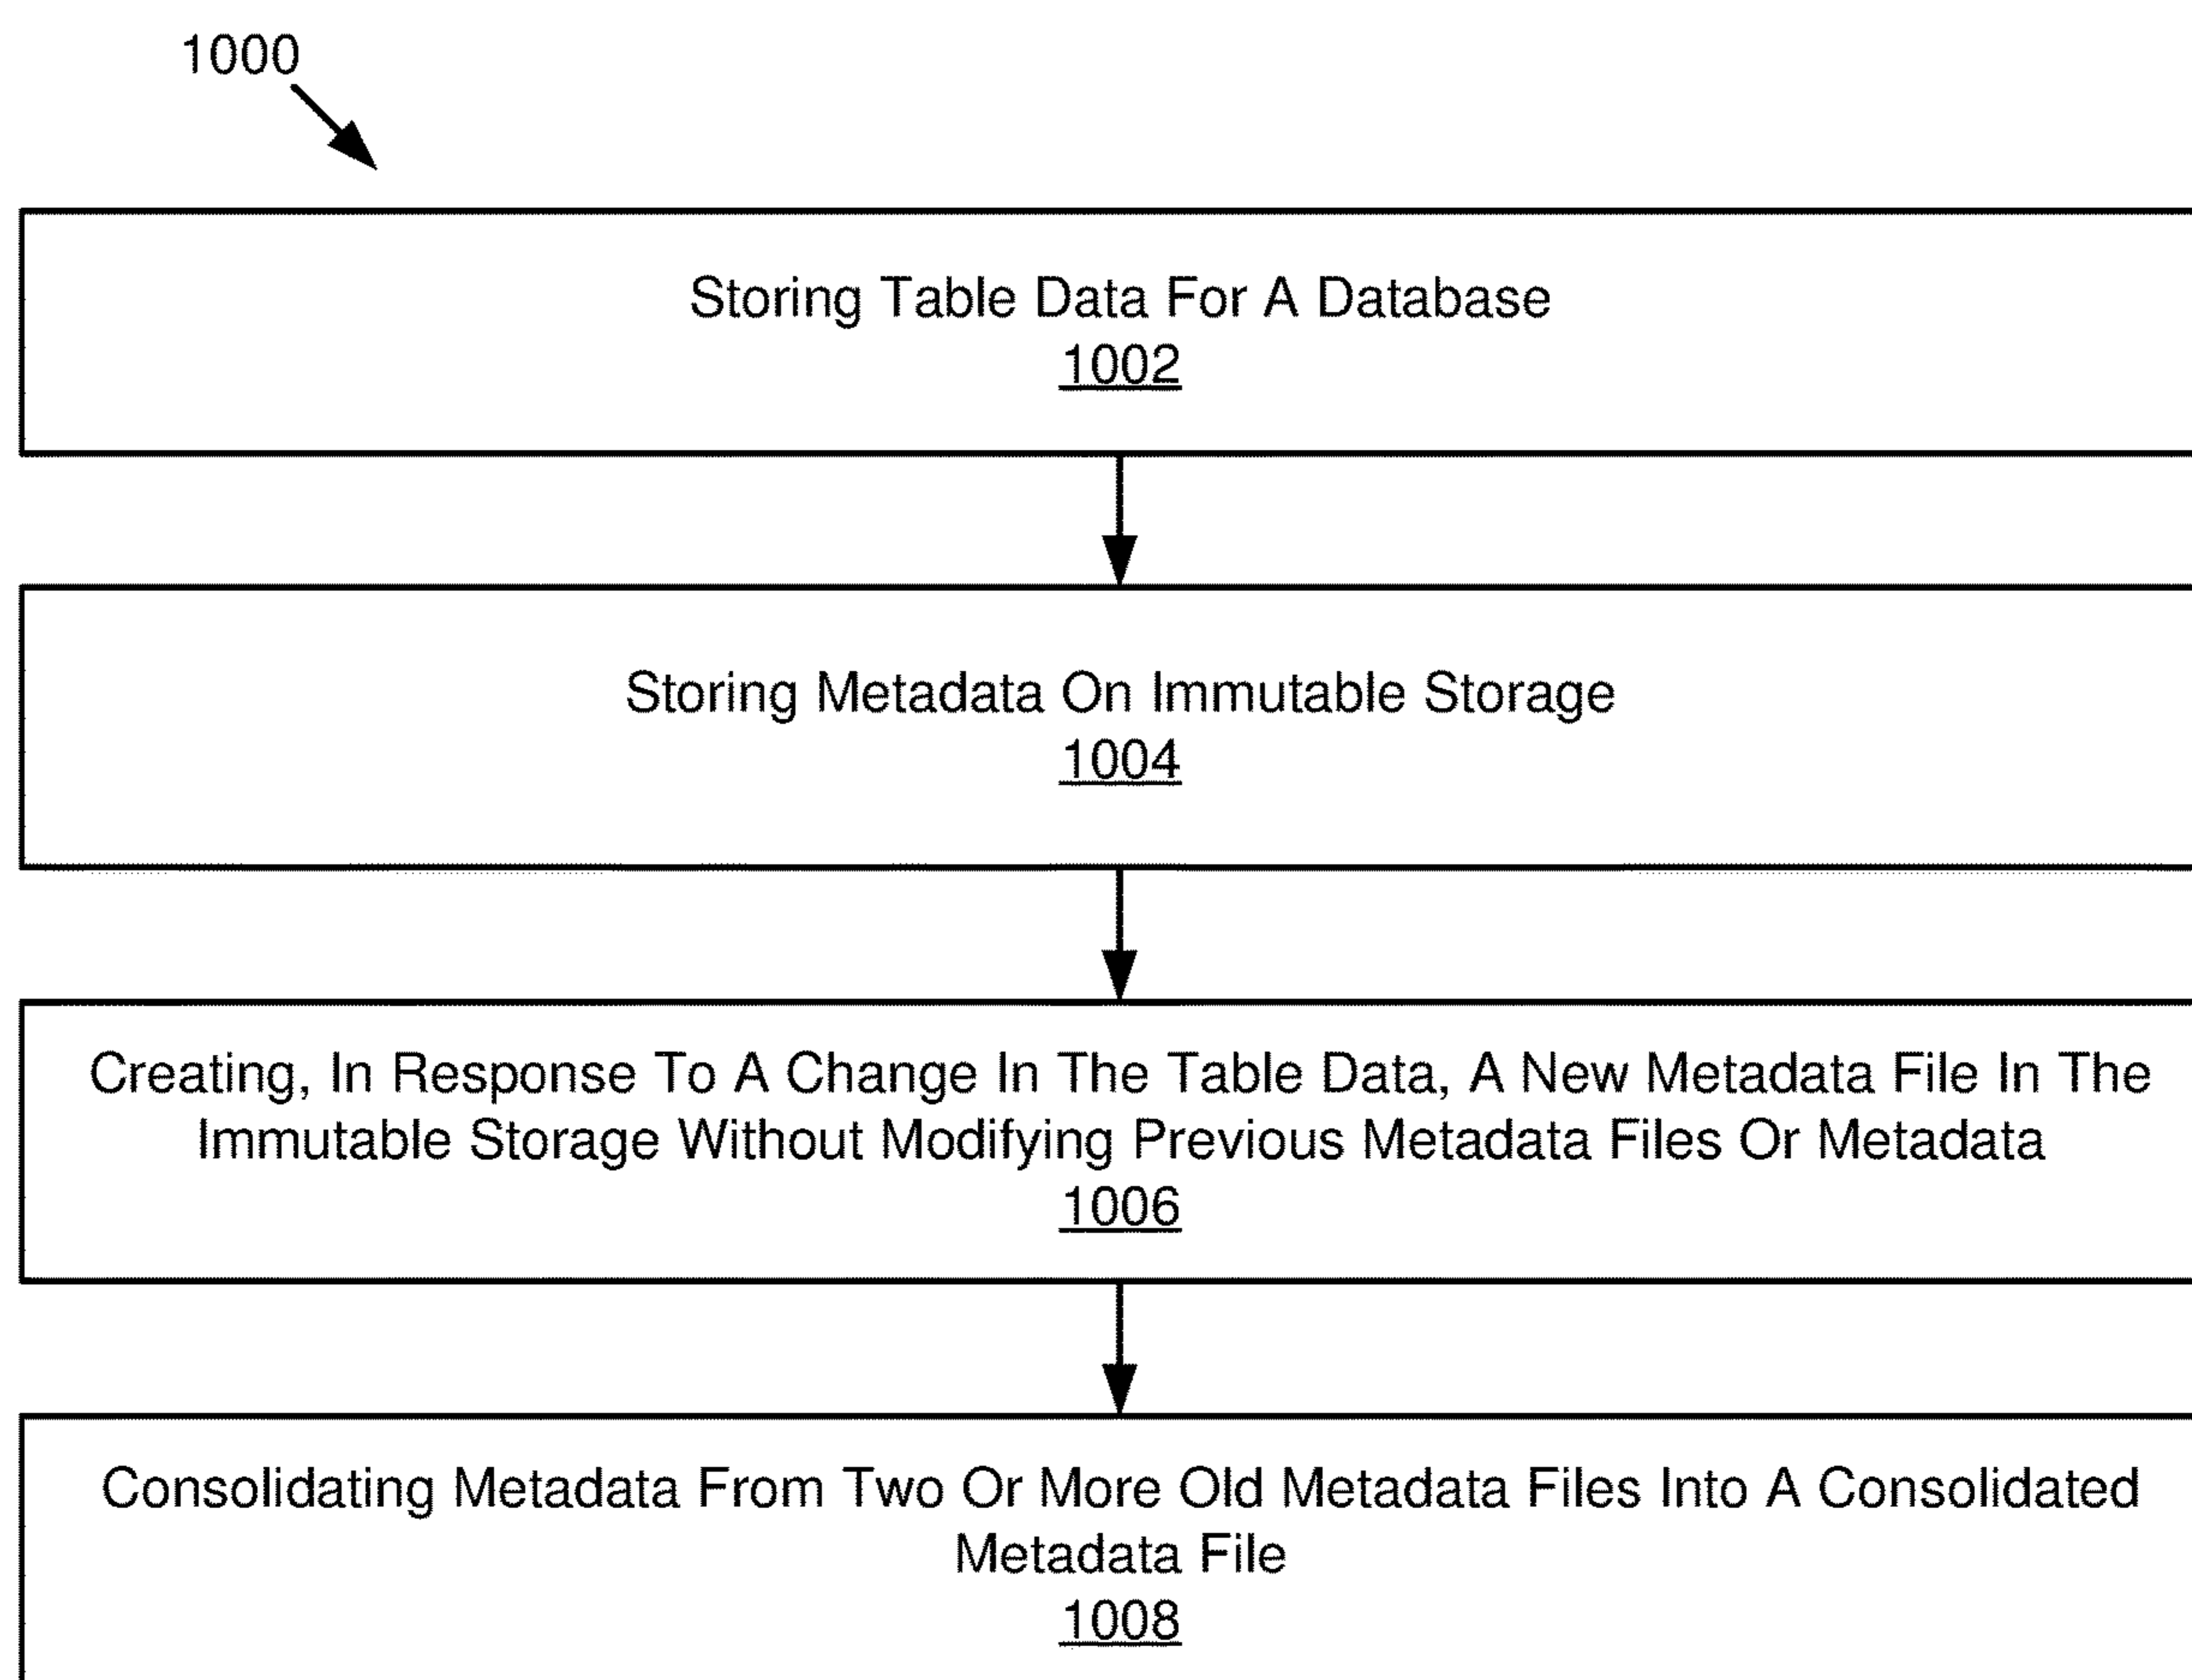 1000
Storing Table Data For A Database
1002
Storing Metadata On Immutable Storage
1004
Creating, In Response To A Change In The Table Data, A New Metadata File In The
Immutable Storage Without Modifying Previous Metadata Files Or Metadata
1006
Consolidating Metadata From Two Or More Old Metadata Files Into A Consolidated
Metadata File
1008